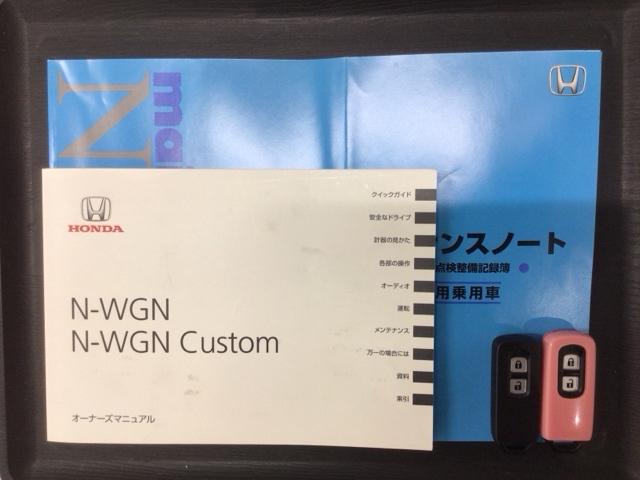 HONDA
N-WGN
N-WGN Custom
オーナーズマニュアル
クイックガイド
安全なドライブ
計器の見かた
各部の操作
オーディオ
運転
メンテナンス
万一の場合には
資料
索引
ma
N
ンスノート
点検整備記録簿
用乗用車